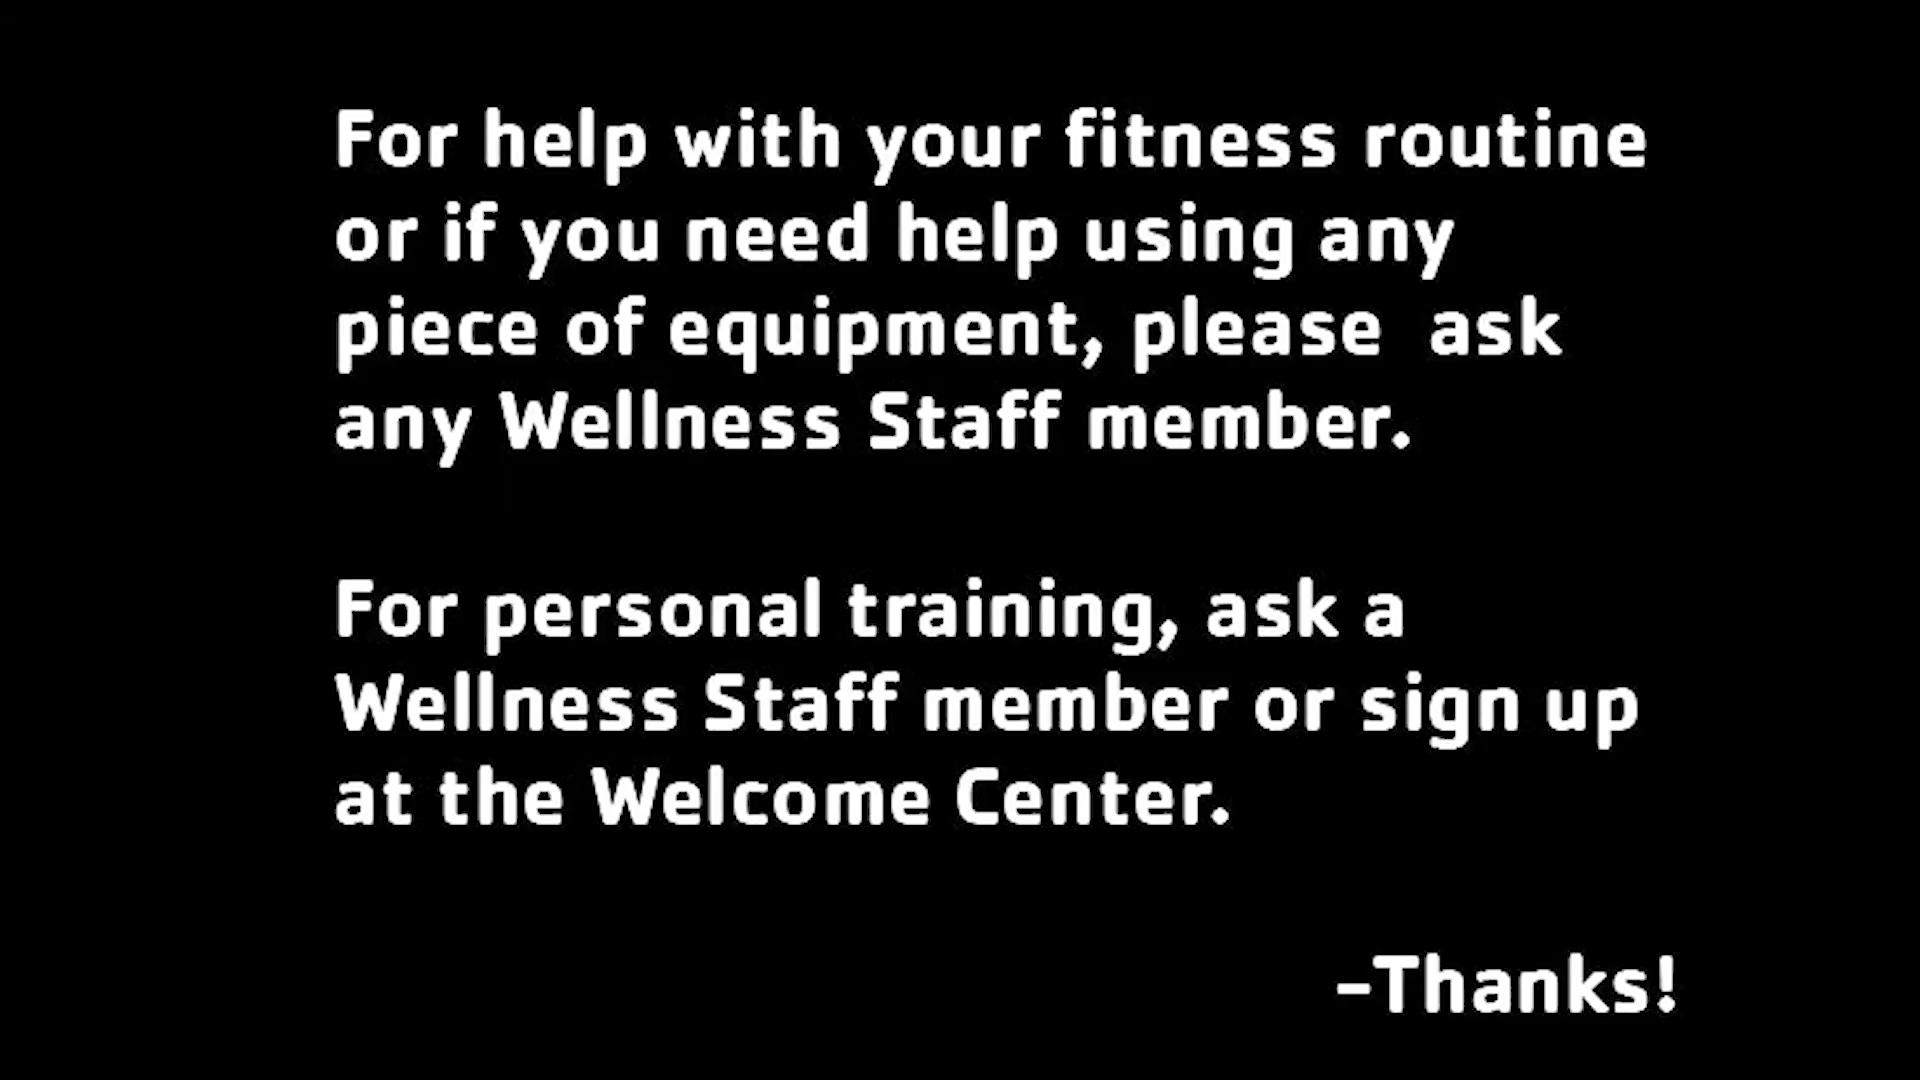 For help with your fitness routine
or if you need help using any
piece of equipment, please  ask
any Wellness Staff member.
For personal training, ask a
Wellness Staff member or sign up
at the Welcome Center.
–Thanks!